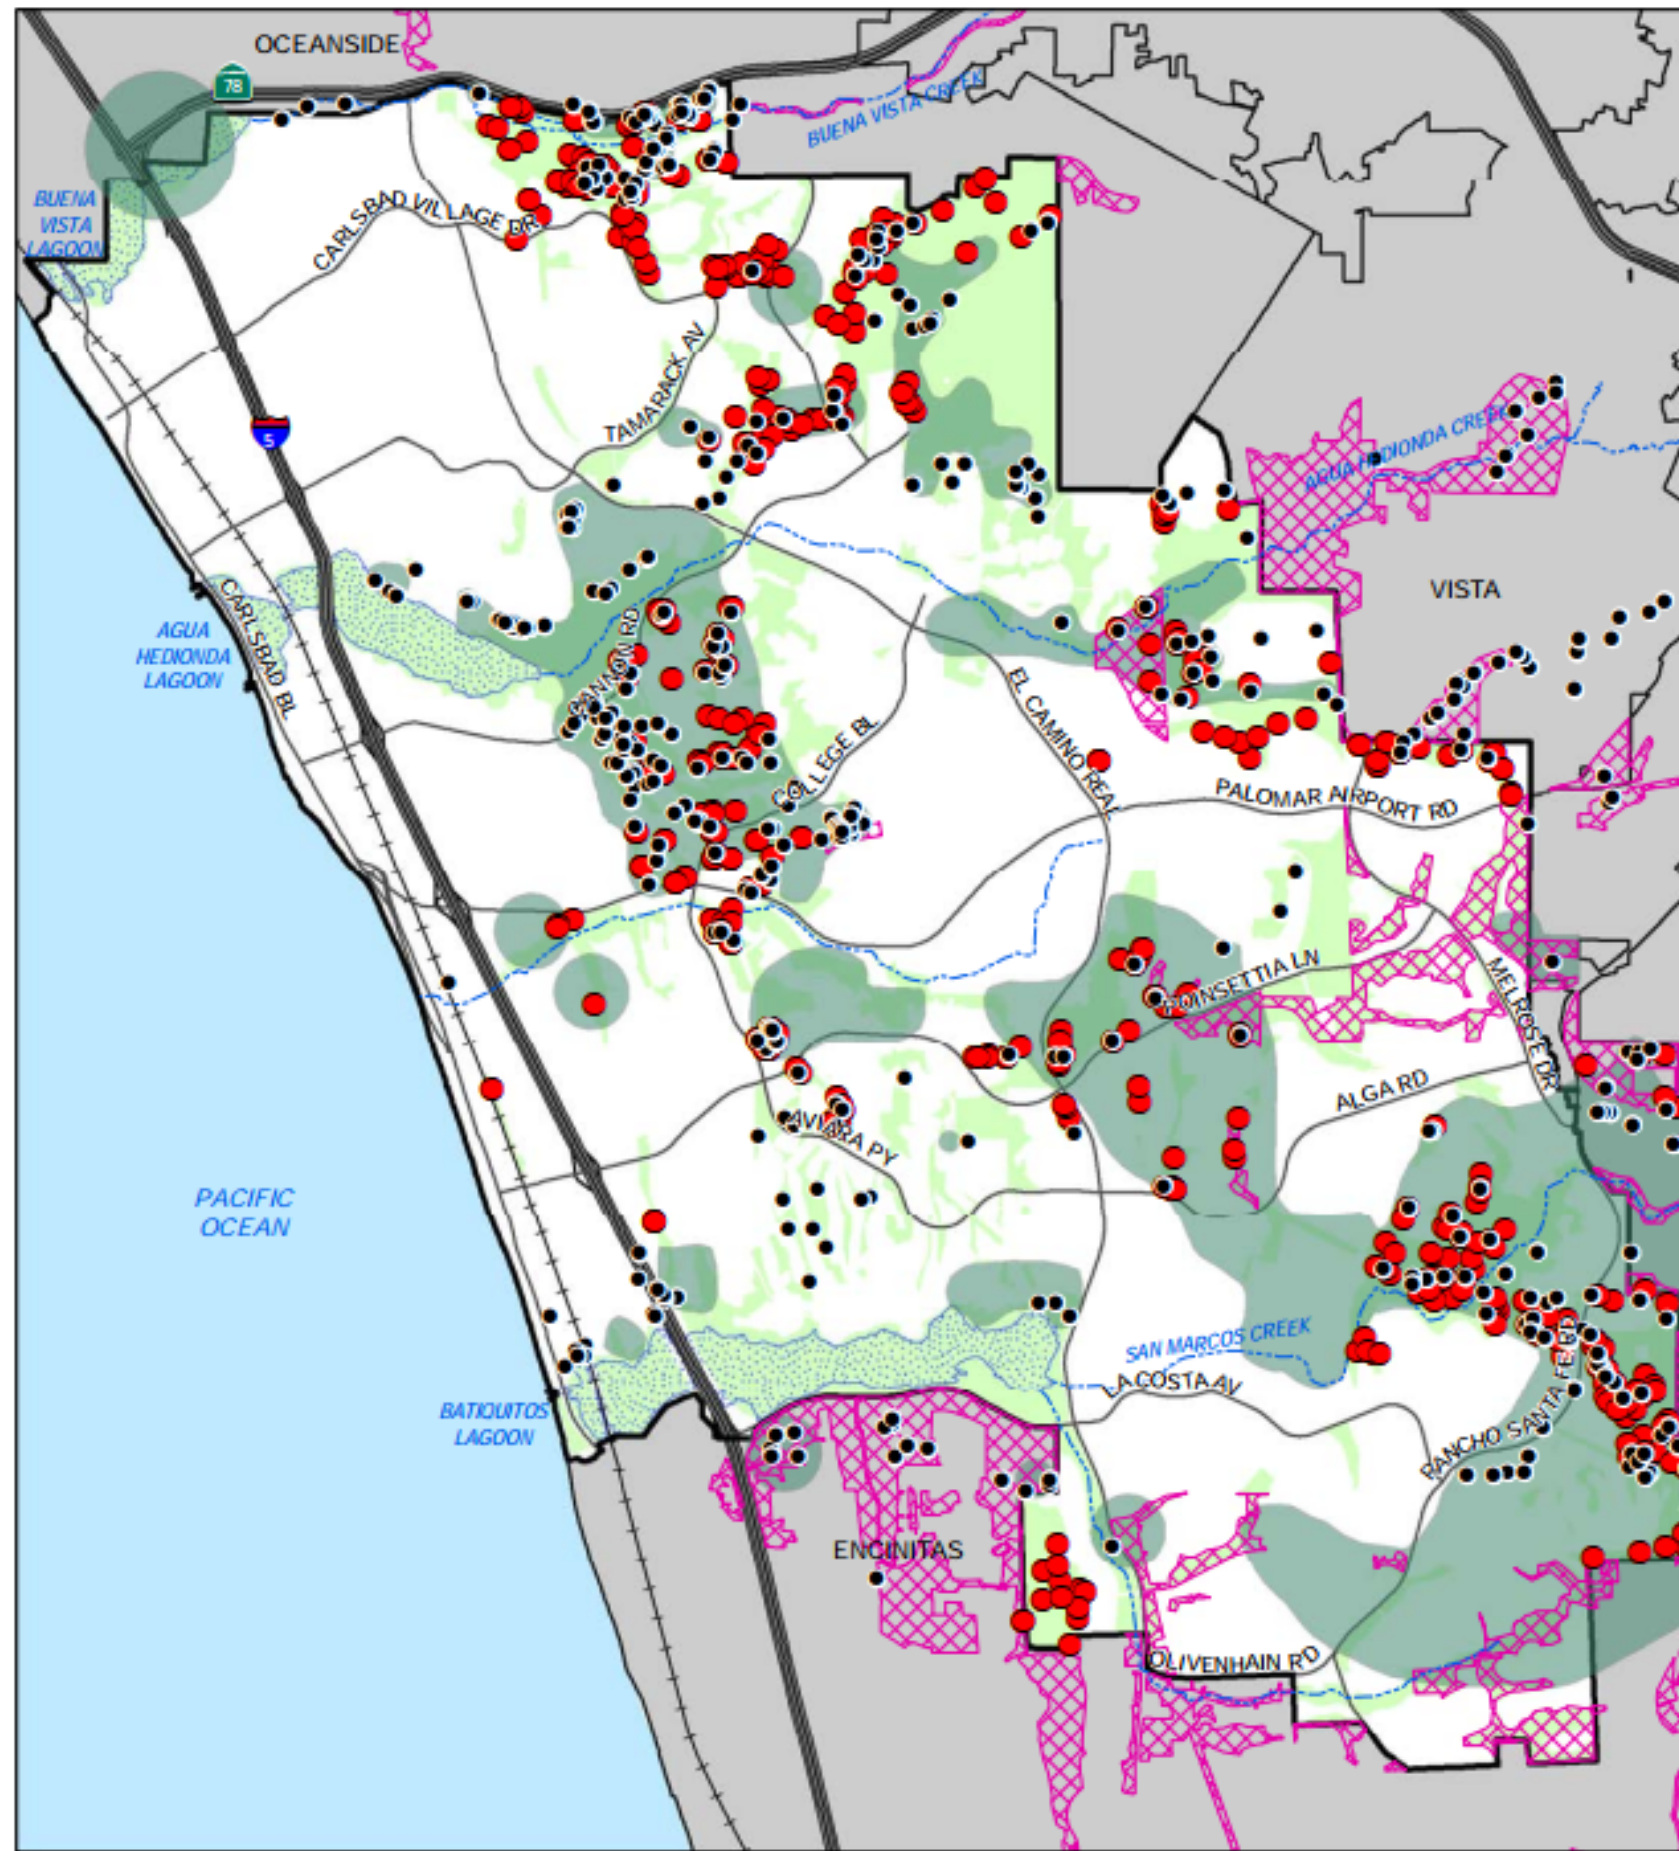 OCEANSIDE
78
BUENA VISTA CREEK
BUENA
VISTA
LAGOON
CARLSBAD VILLAGE DR
TAMARACK AV
5
AGUA HEDIONDA CREEK
VISTA
CARLSBAD BL
AGUA
HEDIONDA
LAGOON
CANNON RD
EL CAMINO REAL
COLLEGE BL
PALOMAR AIRPORT RD
POINSETTIA LN
MELROSE DR
ALGA RD
AVIARA PY
PACIFIC
OCEAN
SAN MARCOS CREEK
LA COSTA AV
BATIQUITOS
LAGOON
RANCHO SANTA FE RD
ENCINITAS
OLIVENHAIN RD